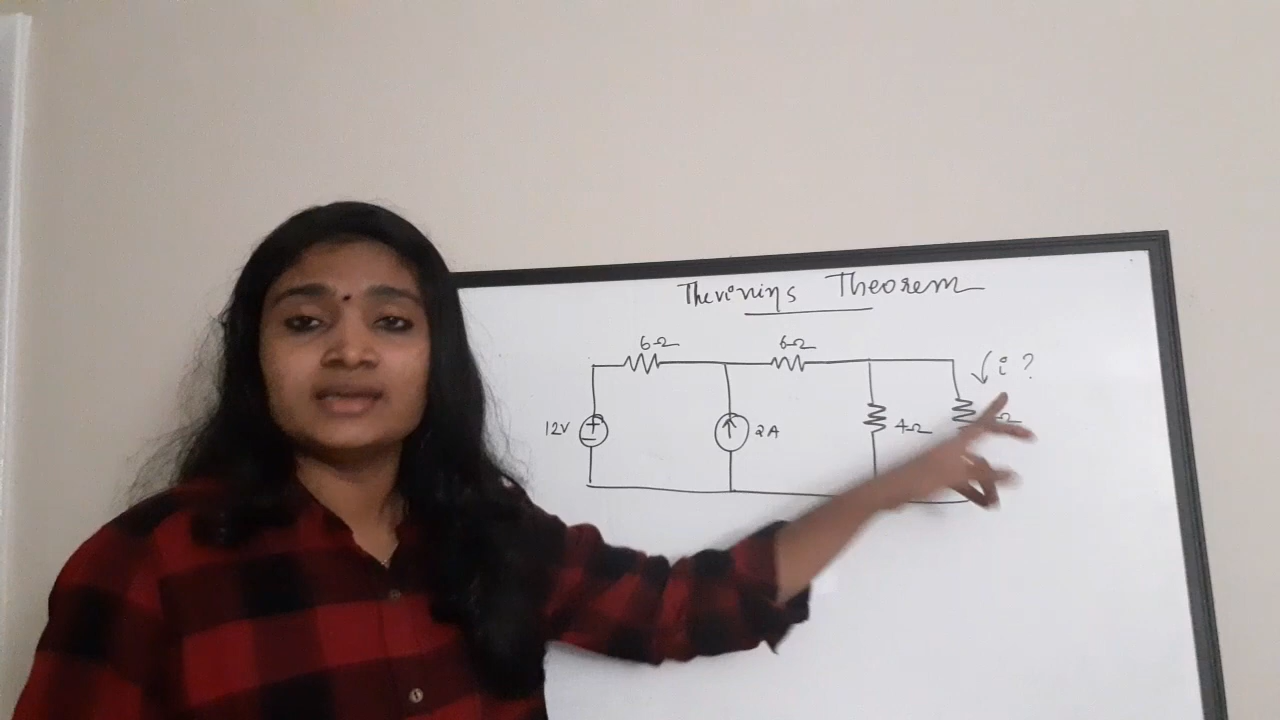 Thevinins Theorem
6Ω 6Ω
i ?
12V + − 2A 4Ω